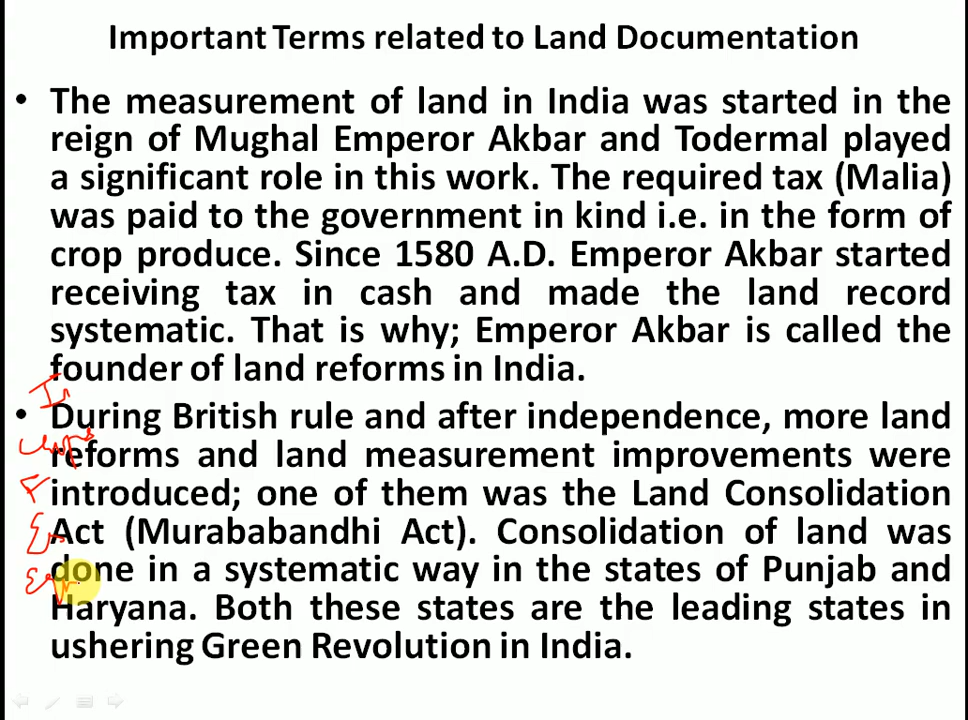 Important Terms related to Land Documentation
• The measurement of land in India was started in the
reign of Mughal Emperor Akbar and Todermal played
a significant role in this work. The required tax (Malia)
was paid to the government in kind i.e. in the form of
crop produce. Since 1580 A.D. Emperor Akbar started
receiving tax in cash and made the land record
systematic. That is why; Emperor Akbar is called the
founder of land reforms in India.
• During British rule and after independence, more land
reforms and land measurement improvements were
introduced; one of them was the Land Consolidation
Act (Murababandhi Act). Consolidation of land was
done in a systematic way in the states of Punjab and
Haryana. Both these states are the leading states in
ushering Green Revolution in India.